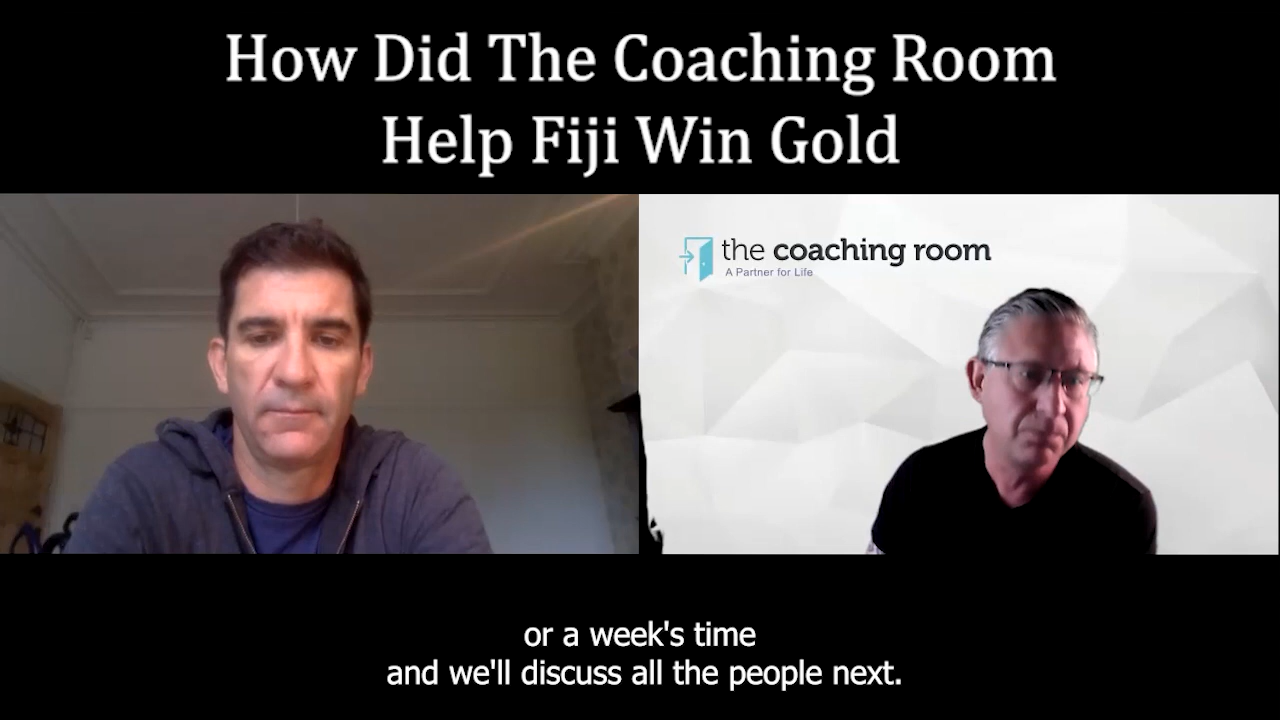 How Did The Coaching Room
Help Fiji Win Gold
the coaching room
A Partner for Life
or a week's time
and we'll discuss all the people next.